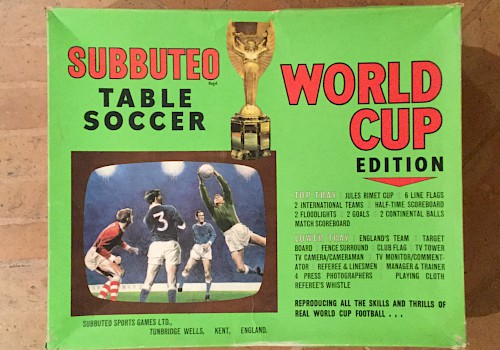 SUBBUTEO
Regd.
TABLE
SOCCER
WORLD
CUP
EDITION
3
TOP TRAY : JULES RIMET CUP : 6 LINE FLAGS
2 INTERNATIONAL TEAMS : HALF-TIME SCOREBOARD
2 FLOODLIGHTS : 2 GOALS : 2 CONTINENTAL BALLS
MATCH SCOREBOARD
LOWER TRAY : ENGLAND'S TEAM : TARGET
BOARD : FENCE SURROUND : CLUB FLAG : TV TOWER
TV CAMERA/CAMERAMAN : TV MONITOR/COMMENT-
ATOR : REFEREE & LINESMEN : MANAGER & TRAINER
4 PRESS PHOTOGRAPHERS : PLAYING CLOTH
REFEREE'S WHISTLE
REPRODUCING ALL THE SKILLS AND THRILLS OF
REAL WORLD CUP FOOTBALL . . .
SUBBUTEO SPORTS GAMES LTD.,
TUNBRIDGE WELLS, KENT, ENGLAND.